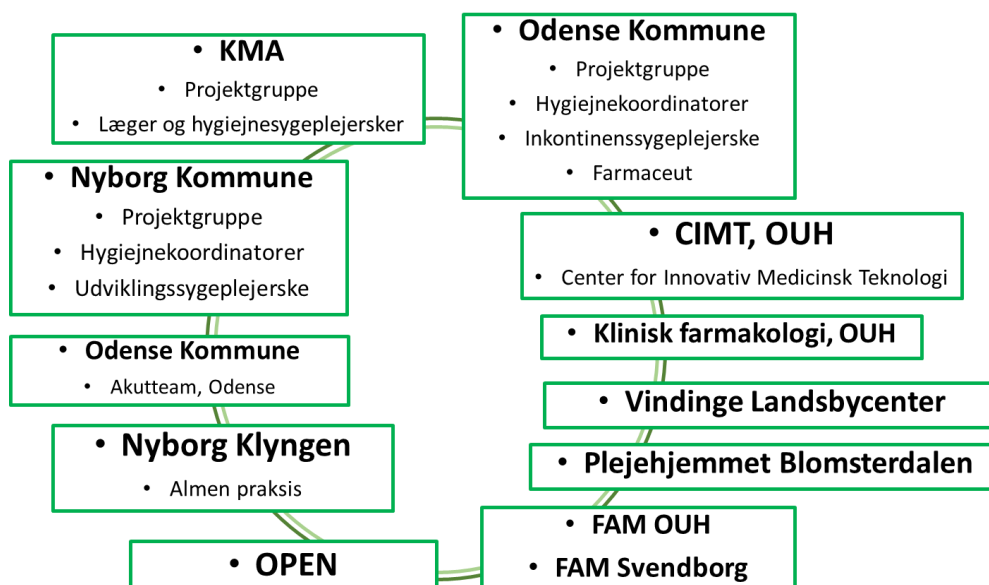 • KMA
• Projektgruppe
• Læger og hygiejnesygeplejersker
• Odense Kommune
• Projektgruppe
• Hygiejnekoordinatorer
• Inkontinenssygeplejerske
• Farmaceut
• Nyborg Kommune
• Projektgruppe
• Hygiejnekoordinatorer
• Udviklingssygeplejerske
• CIMT, OUH
• Center for Innovativ Medicinsk Teknologi
• Klinisk farmakologi, OUH
• Odense Kommune
• Akutteam, Odense
• Vindinge Landsbycenter
• Nyborg Klyngen
• Almen praksis
• Plejehjemmet Blomsterdalen
• FAM OUH
• FAM Svendborg
• OPEN